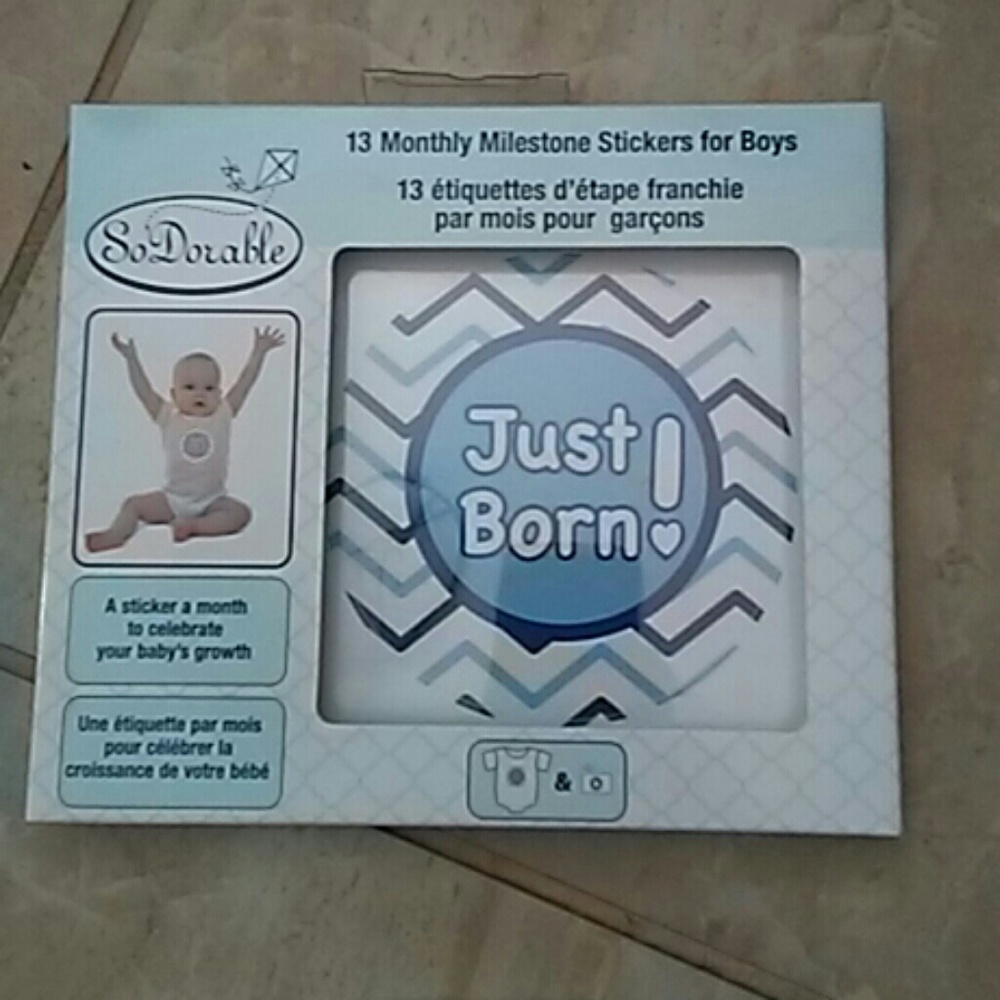 13 Monthly Milestone Stickers for Boys
13 étiquettes d'étape franchie
par mois pour garçons
SoDorable
Just
Born!
A sticker a month
to celebrate
your baby's growth
Une étiquette par mois
pour célébrer la
croissance de votre bébé
&